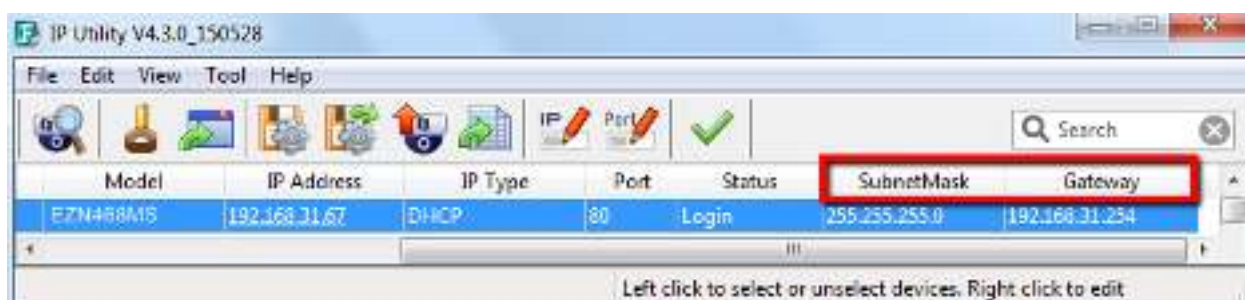 IP Utility V4.3.0_150528
File Edit View Tool Help
IP Port Search
Model IP Address IP Type Port Status SubnetMask Gateway
EZN468MS 192.168.31.67 DHCP 80 Login 255.255.255.0 192.168.31.254
Left click to select or unselect devices. Right click to edit